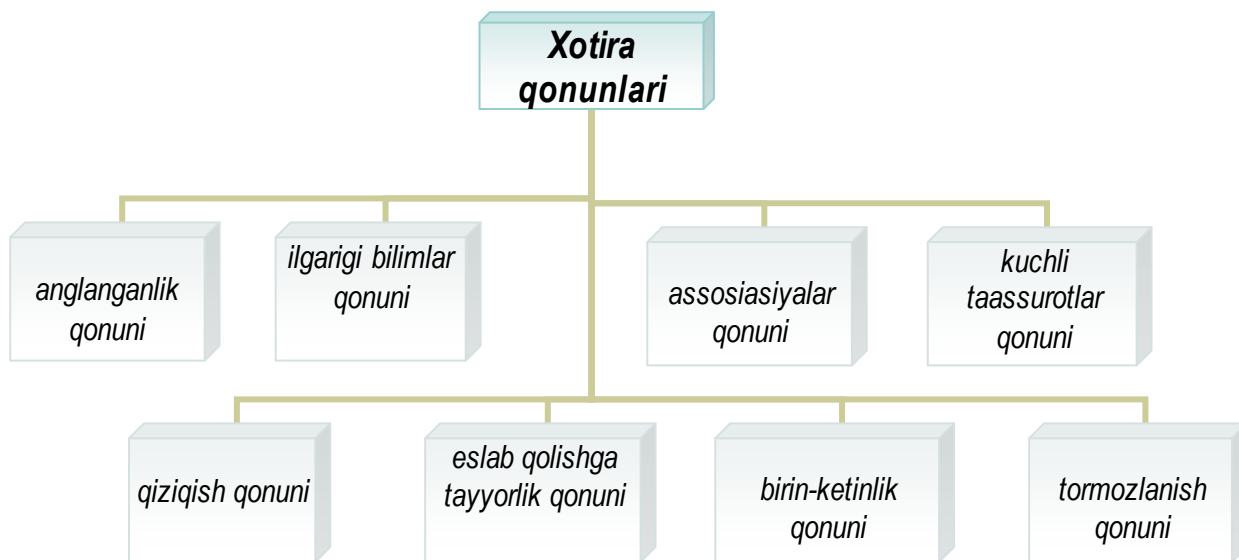 Xotira
qonunlari
anglanganlik
qonuni
ilgarigi bilimlar
qonuni
assosiasiyalar
qonuni
kuchli
taassurotlar
qonuni
qiziqish qonuni
eslab qolishga
tayyorlik qonuni
birin-ketinlik
qonuni
tormozlanish
qonuni